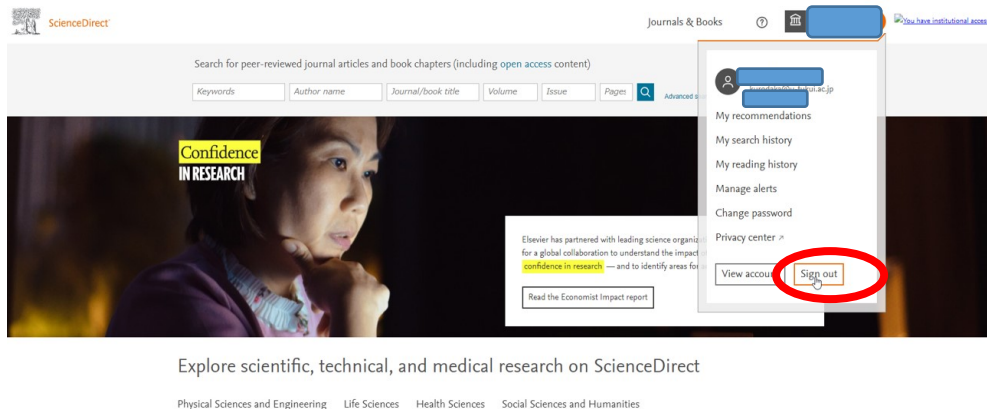 ScienceDirect
Journals & Books
?
You have institutional acces
Search for peer-reviewed journal articles and book chapters (including open access content)
Keywords
Author name
Journal/book title
Volume
Issue
Pages
Advanced
My recommendations
My search history
My reading history
Manage alerts
Change password
Privacy center ↗
View accour
Sign out
Confidence
IN RESEARCH
Elsevier has partnered with leading science
for a global collaboration to understand the impact
confidence in research — and to identify areas for
Read the Economist Impact report
Explore scientific, technical, and medical research on ScienceDirect
Physical Sciences and Engineering Life Sciences Health Sciences Social Sciences and Humanities